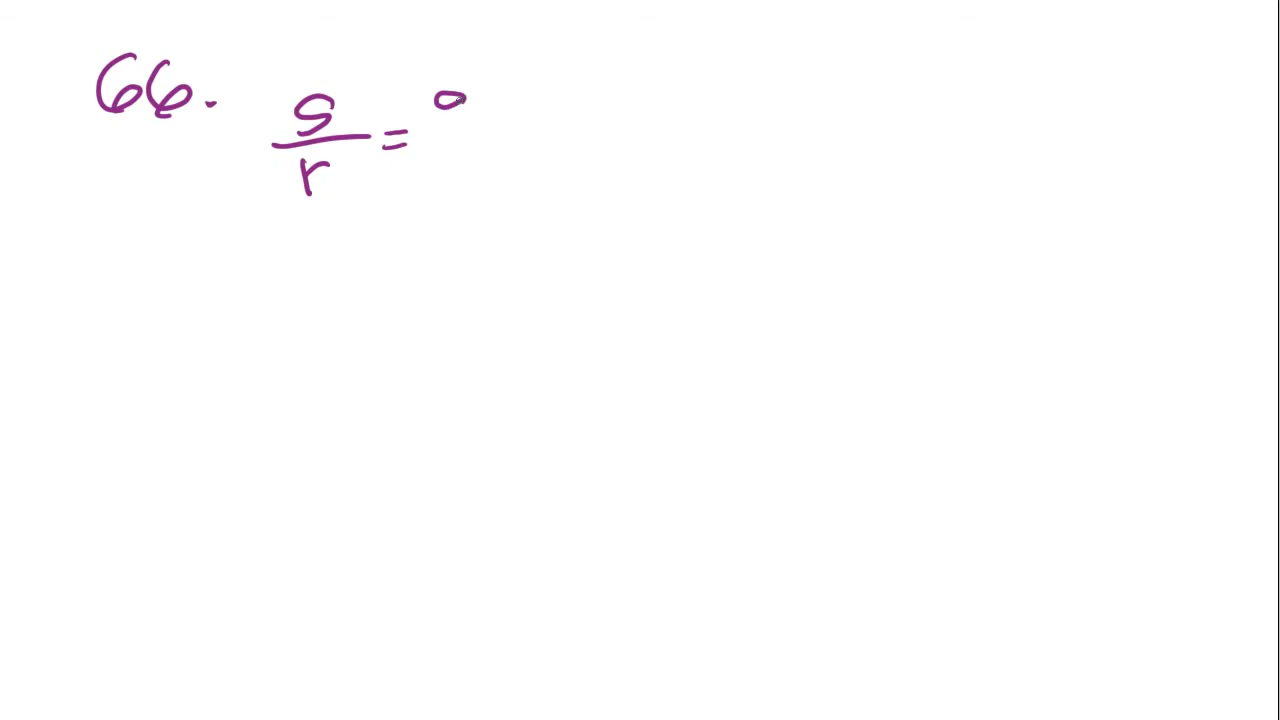 66. s/r =